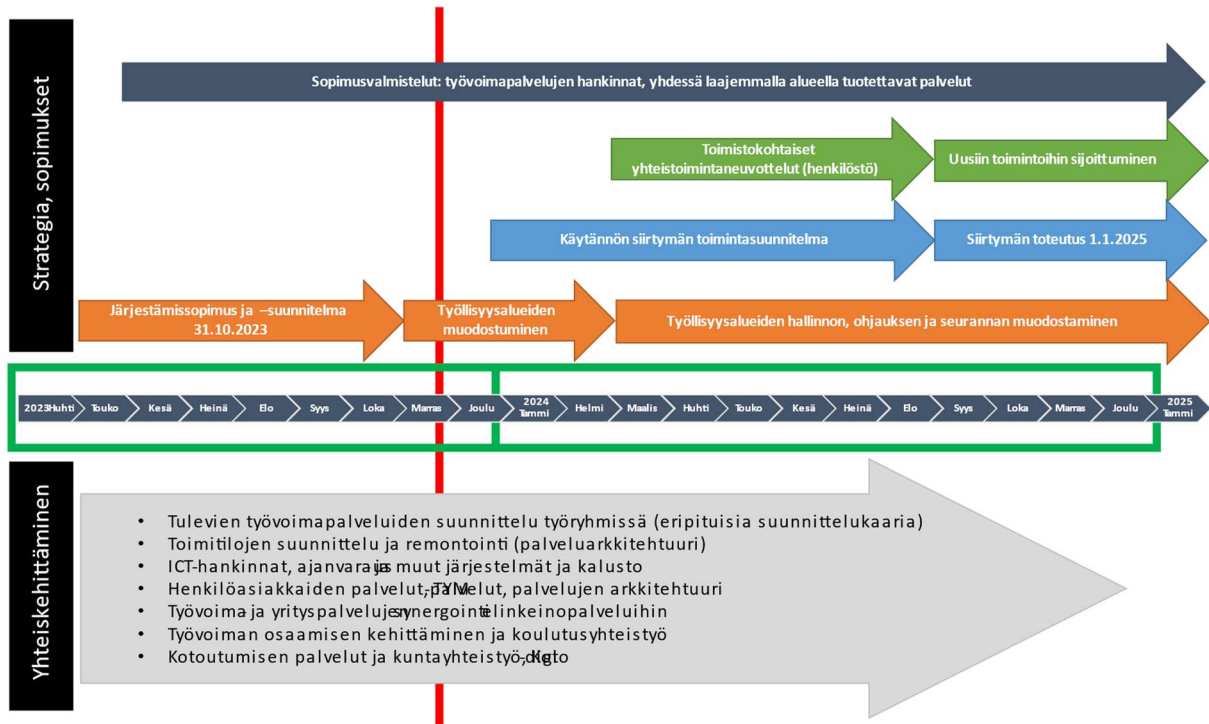 Strategia, sopimukset
Sopimusvalmistelut: työvoimapalvelujen hankinnat, yhdessä laajemmalla alueella tuotettavat palvelut
Toimistokohtaiset
yhteistoimintaneuvottelut (henkilöstö)
Uusiin toimintoihin sijoittuminen
Käytännön siirtymän toimintasuunnitelma
Siirtymän toteutus 1.1.2025
Järjestämissopimus ja –suunnitelma
31.10.2023
Työllisyysalueiden
muodostuminen
Työllisyysalueiden hallinnon, ohjauksen ja seurannan muodostaminen
2023Huhti
Touko
Kesä
Heinä
Elo
Syys
Loka
Marras
Joulu
2024
Tammi
Helmi
Maalis
Huhti
Touko
Kesä
Heinä
Elo
Syys
Loka
Marras
Joulu
2025
Tammi
Yhteiskehittäminen
• Tulevien työvoimapalveluiden suunnittelu työryhmissä (eripituisia suunnittelukaaria)
• Toimitilojen suunnittelu ja remontointi (palveluarkkitehtuuri)
• ICT-hankinnat, ajanvaraus- ja muut järjestelmät ja kalusto
• Henkilöasiakkaiden palvelut, TYM-palvelut, palvelujen arkkitehtuuri
• Työvoima- ja yrityspalvelujen synergointi elinkeinopalveluihin
• Työvoiman osaamisen kehittäminen ja koulutusyhteistyö
• Kotoutumisen palvelut ja kuntayhteistyö,